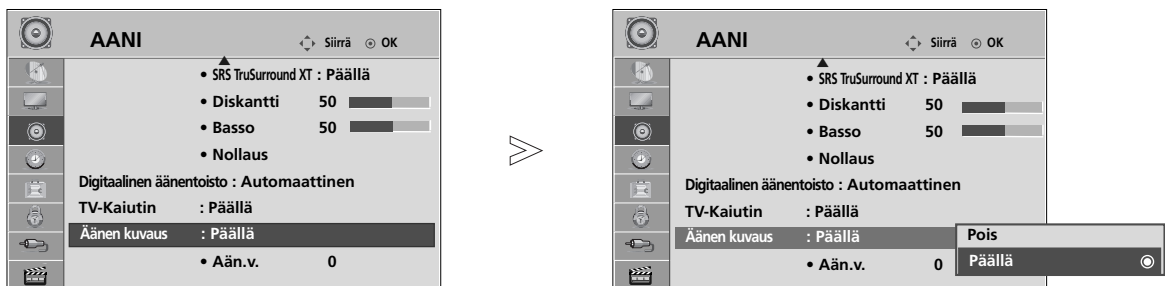 AANI Siirrä OK
• SRS TruSurround XT : Päällä
• Diskantti 50
• Basso 50
• Nollaus
Digitaalinen äänentoisto : Automaattinen
TV-Kaiutin : Päällä
Äänen kuvaus : Päällä
• Aän.v. 0
AANI Siirrä OK
• SRS TruSurround XT : Päällä
• Diskantti 50
• Basso 50
• Nollaus
Digitaalinen äänentoisto : Automaattinen
TV-Kaiutin : Päällä
Äänen kuvaus : Päällä
• Aän.v. 0
Pois
Päällä